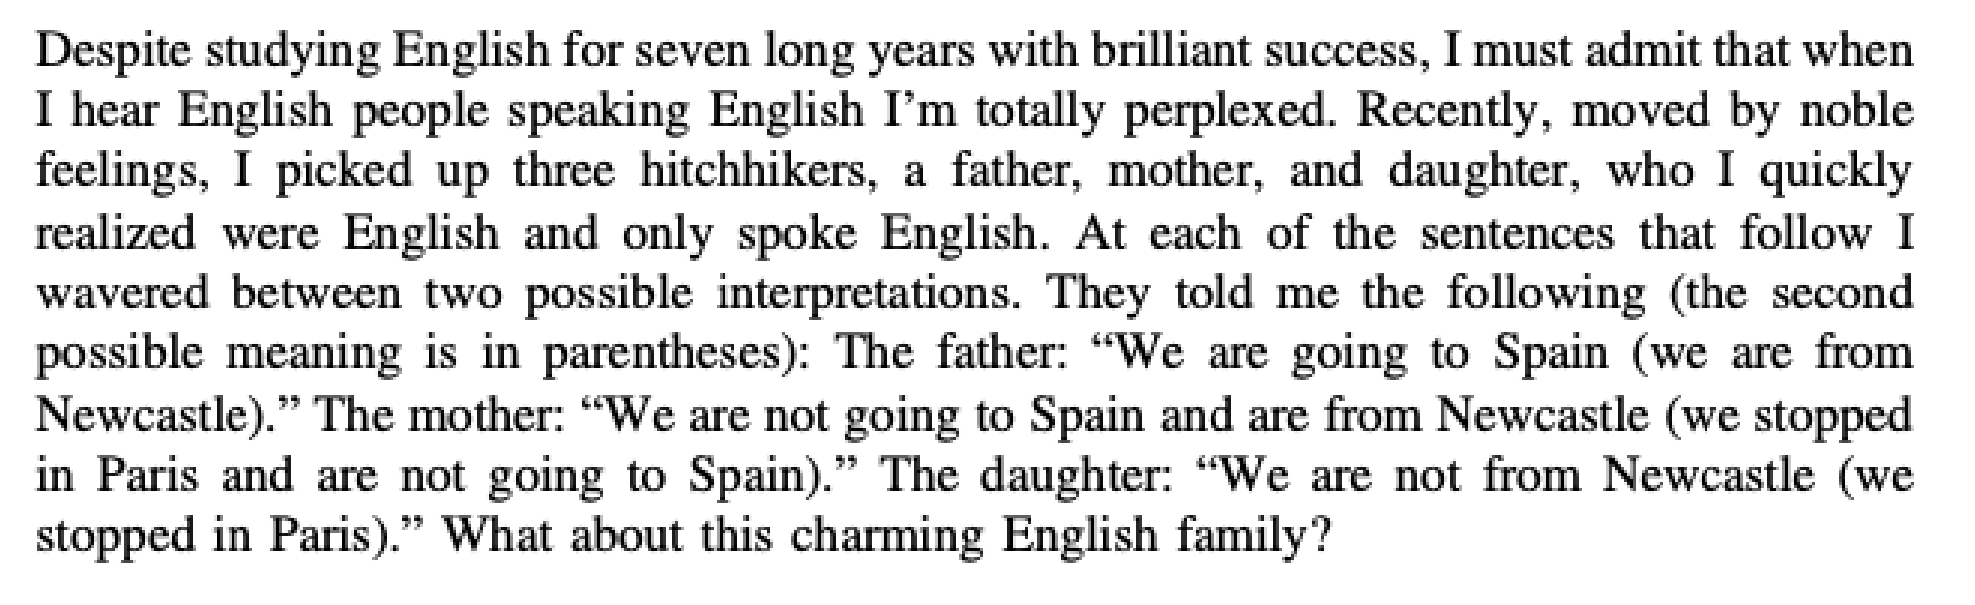 Despite studying English for seven long years with brilliant success, I must admit that when
I hear English people speaking English I’m totally perplexed. Recently, moved by noble
feelings, I picked up three hitchhikers, a father, mother, and daughter, who I quickly
realized were English and only spoke English. At each of the sentences that follow I
wavered between two possible interpretations. They told me the following (the second
possible meaning is in parentheses): The father: “We are going to Spain (we are from
Newcastle).” The mother: “We are not going to Spain and are from Newcastle (we stopped
in Paris and are not going to Spain).” The daughter: “We are not from Newcastle (we
stopped in Paris).” What about this charming English family?